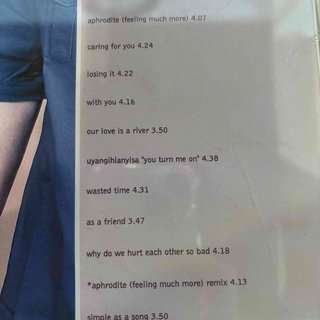 aphrodite (feeling much more) 4.07
caring for you 4.24
losing it 4.22
with you 4.16
our love is a river 3.50
uyangihlanyisa "you turn me on" 4.38
wasted time 4.31
as a friend 3.47
why do we hurt each other so bad 4.18
*aphrodite (feeling much more) remix 4.13
simple as a song 3.50